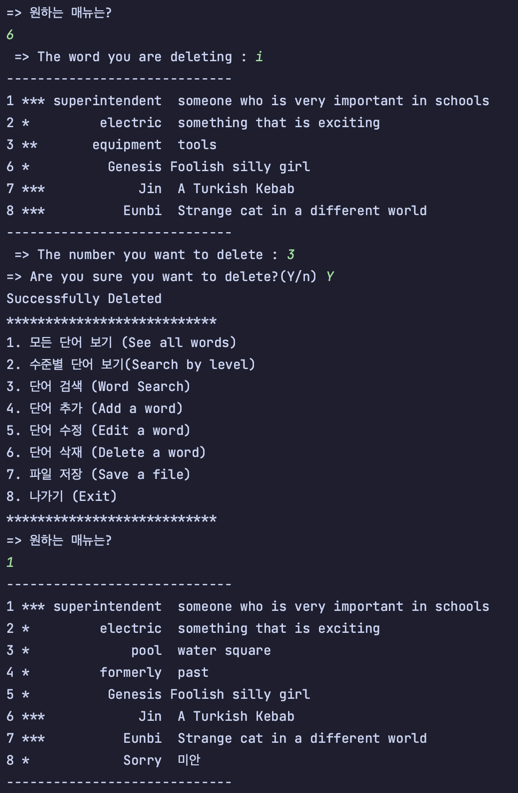 => 원하는 매뉴는?
6
=> The word you are deleting : i
-----------------------------
1 *** superintendent  someone who is very important in schools
2 *         electric  something that is exciting
3 **       equipment  tools
6 *          Genesis Foolish silly girl
7 ***            Jin  A Turkish Kebab
8 ***          Eunbi  Strange cat in a different world
-----------------------------
=> The number you want to delete : 3
=> Are you sure you want to delete?(Y/n) Y
Successfully Deleted
***************************
1. 모든 단어 보기 (See all words)
2. 수준별 단어 보기(Search by level)
3. 단어 검색 (Word Search)
4. 단어 추가 (Add a word)
5. 단어 수정 (Edit a word)
6. 단어 삭재 (Delete a word)
7. 파일 저장 (Save a file)
8. 나가기 (Exit)
***************************
=> 원하는 매뉴는?
1
-----------------------------
1 *** superintendent  someone who is very important in schools
2 *         electric  something that is exciting
3 *             pool  water square
4 *         formerly  past
5 *          Genesis Foolish silly girl
6 ***            Jin  A Turkish Kebab
7 ***          Eunbi  Strange cat in a different world
8 *            Sorry  미안
-----------------------------